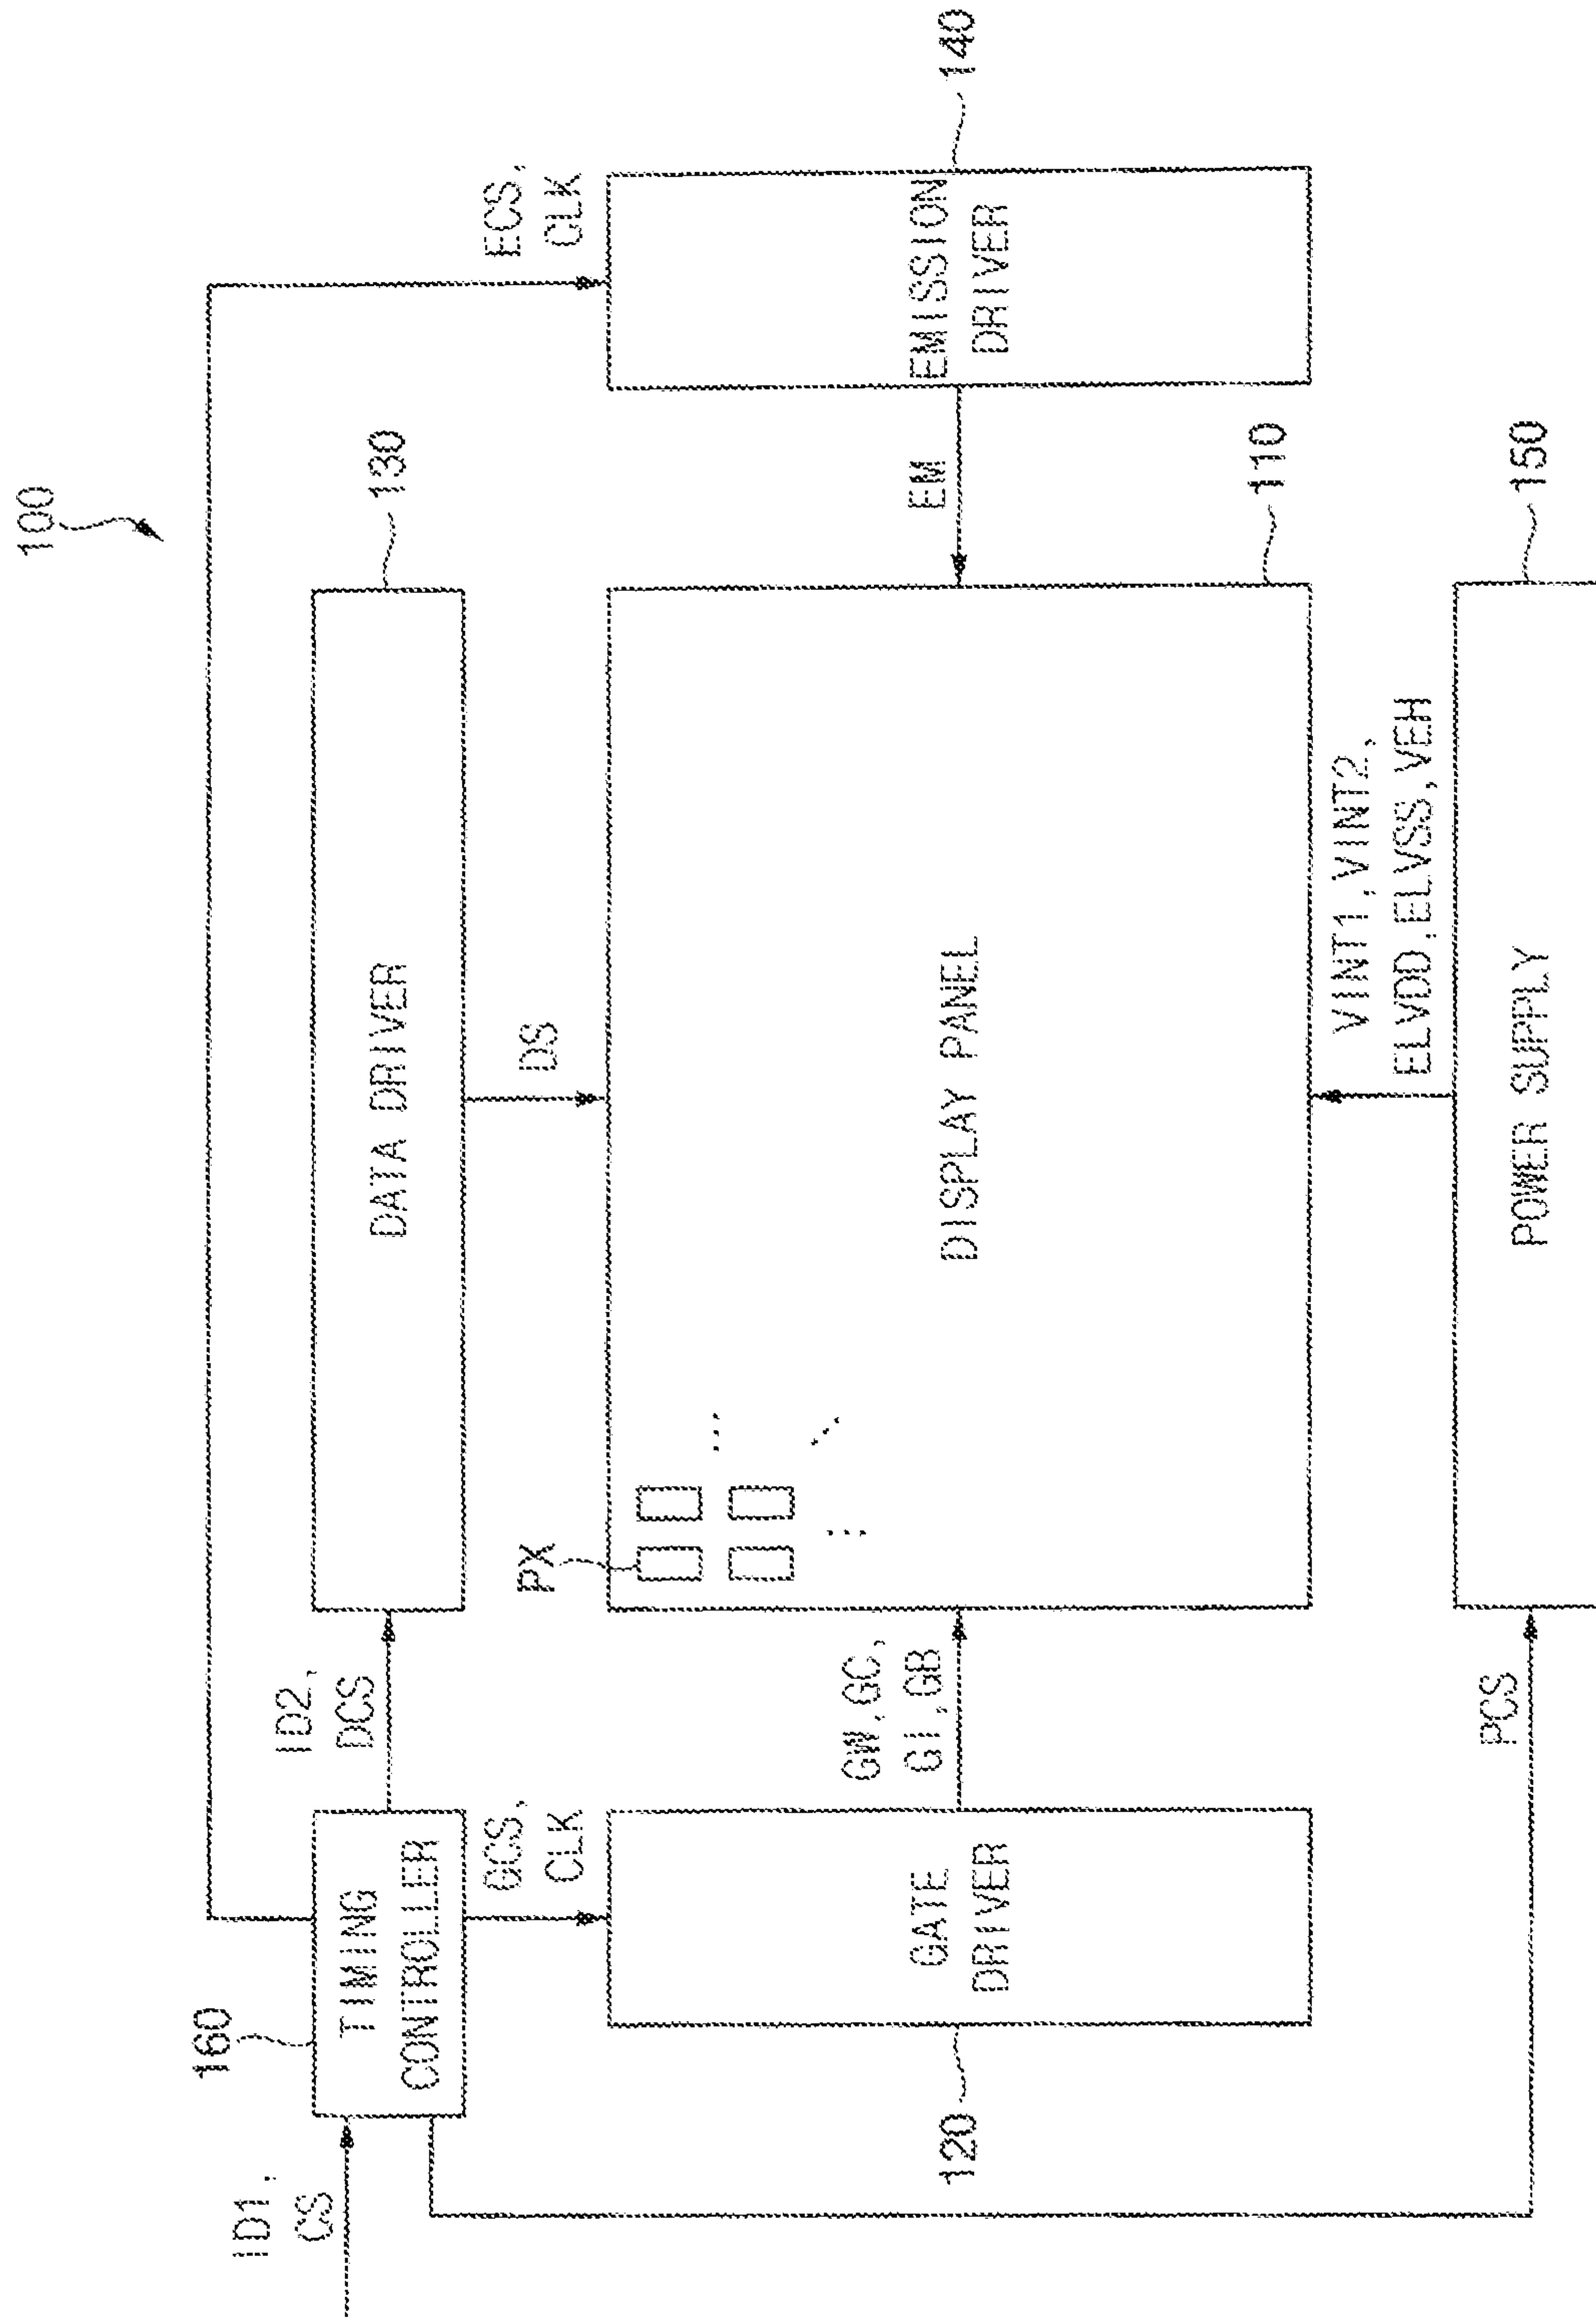 100
160
TIMING
CONTROLLER
ID1,
CS
ID2,
DCS
DATA DRIVER
130
ECS,
CLK
GCS,
CLK
PX
DS
GATE
DRIVER
120
GW,GC,
GI,GB
DISPLAY PANEL
110
EM
EMISSION
DRIVER
140
VINT1,VINT2,
ELVDD,ELVSS,VEH
PCS
POWER SUPPLY
150